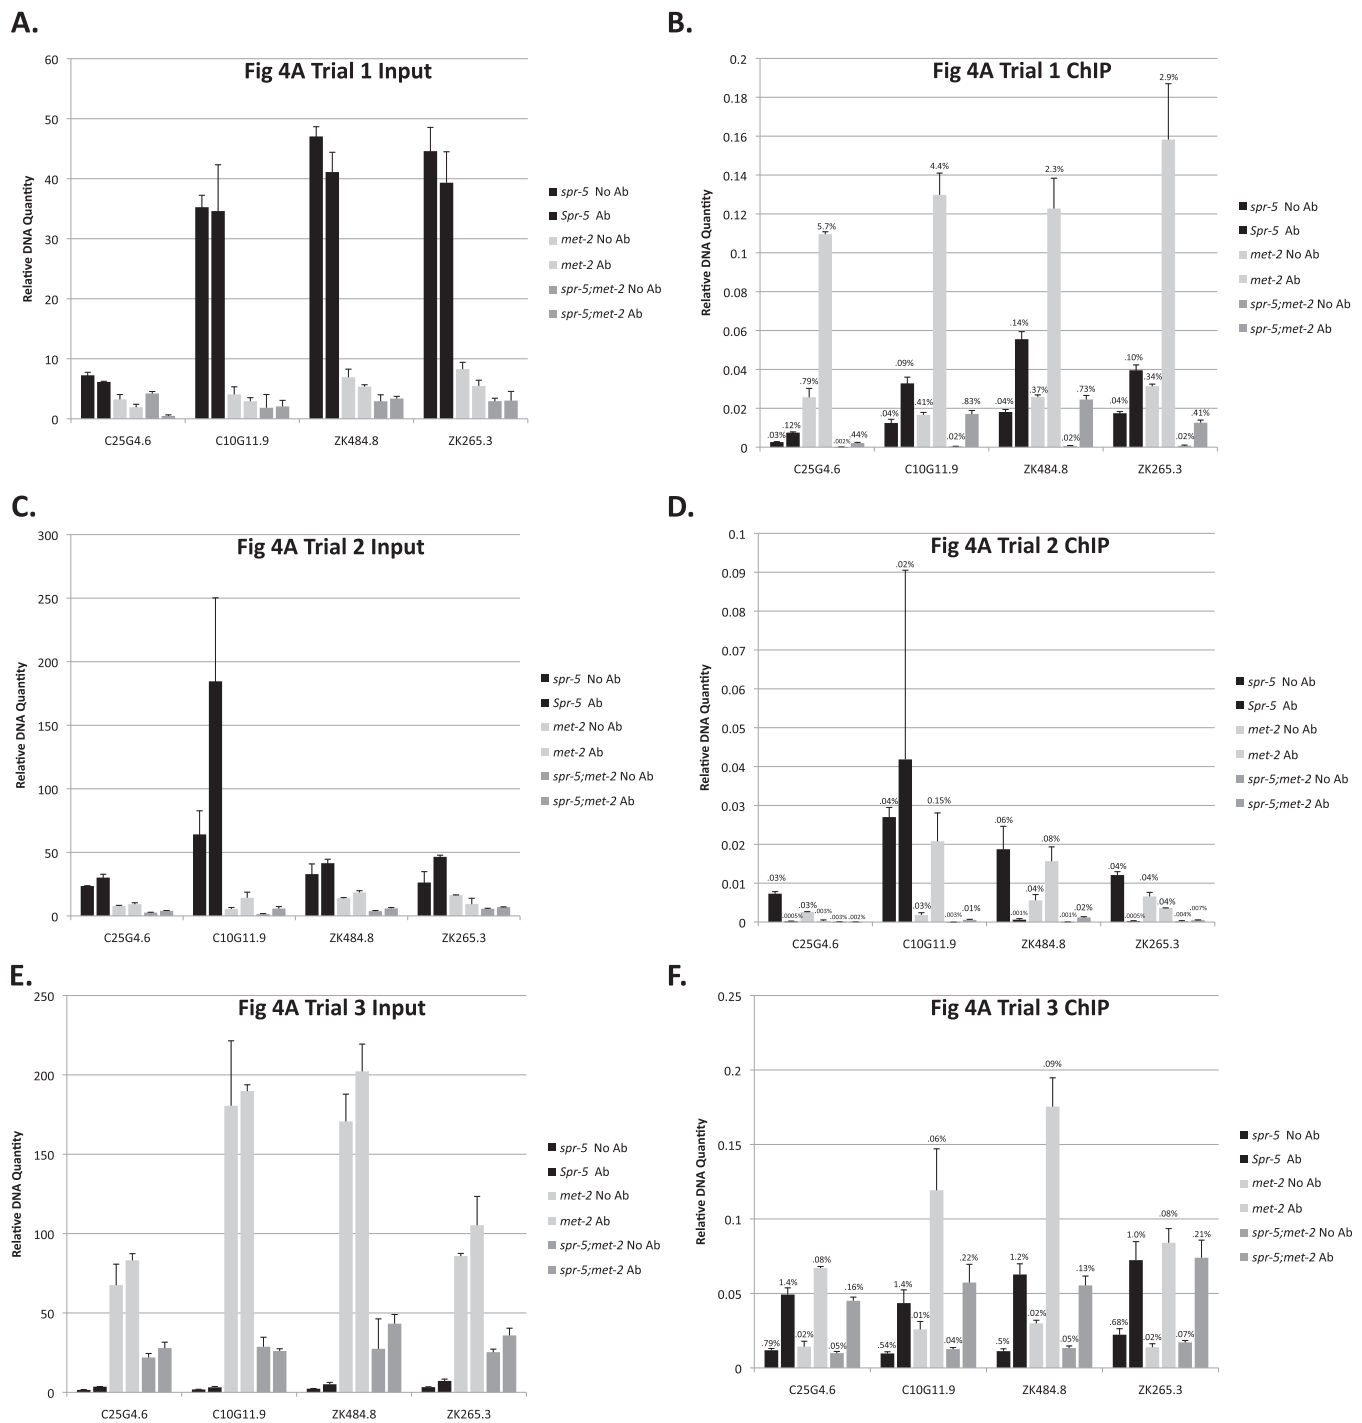 A.
Fig 4A Trial 1 Input
Relative DNA Quantity
60
50
40
30
20
10
0
C25G4.6 C10G11.9 ZK484.8 ZK265.3
spr-5 No Ab
Spr-5 Ab
met-2 No Ab
met-2 Ab
spr-5;met-2 No Ab
spr-5;met-2 Ab
B.
Fig 4A Trial 1 ChIP
Relative DNA Quantity
0.2
0.18
0.16
0.14
0.12
0.1
0.08
0.06
0.04
0.02
0
.03% .12% .79% 5.7% .002% .44%
.04% .09% .41% 4.4% .02% .83%
.04% .14% .37% 2.3% .02% .73%
.04% .10% .34% 2.9% .02% .41%
C25G4.6 C10G11.9 ZK484.8 ZK265.3
spr-5 No Ab
Spr-5 Ab
met-2 No Ab
met-2 Ab
spr-5;met-2 No Ab
spr-5;met-2 Ab
C.
Fig 4A Trial 2 Input
Relative DNA Quantity
300
250
200
150
100
50
0
C25G4.6 C10G11.9 ZK484.8 ZK265.3
spr-5 No Ab
Spr-5 Ab
met-2 No Ab
met-2 Ab
spr-5;met-2 No Ab
spr-5;met-2 Ab
D.
Fig 4A Trial 2 ChIP
Relative DNA Quantity
0.1
0.09
0.08
0.07
0.06
0.05
0.04
0.03
0.02
0.01
0
.03% .0005% .03% .003% .003% .002%
.04% .02% .03% 0.15% .003% .01%
.06% .001% .04% .08% .001% .02%
.04% .0005% .04% .04% .004% .007%
C25G4.6 C10G11.9 ZK484.8 ZK265.3
spr-5 No Ab
Spr-5 Ab
met-2 No Ab
met-2 Ab
spr-5;met-2 No Ab
spr-5;met-2 Ab
E.
Fig 4A Trial 3 Input
Relative DNA Quantity
250
200
150
100
50
0
C25G4.6 C10G11.9 ZK484.8 ZK265.3
spr-5 No Ab
Spr-5 Ab
met-2 No Ab
met-2 Ab
spr-5;met-2 No Ab
spr-5;met-2 Ab
F.
Fig 4A Trial 3 ChIP
Relative DNA Quantity
0.25
0.2
0.15
0.1
0.05
0
.79% 1.4% .02% .08% .05% .16%
.54% 1.4% .01% .06% .04% .22%
.5% 1.2% .02% .09% .05% .13%
.68% 1.0% .02% .08% .07% .21%
C25G4.6 C10G11.9 ZK484.8 ZK265.3
spr-5 No Ab
Spr-5 Ab
met-2 No Ab
met-2 Ab
spr-5;met-2 No Ab
spr-5;met-2 Ab